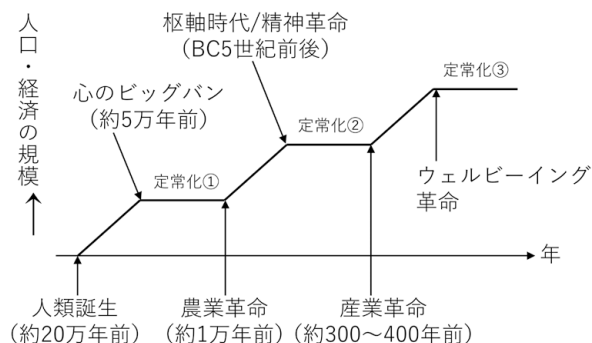 人口・経済の規模
枢軸時代/精神革命
(BC5世紀前後)
心のビッグバン
(約5万年前)
定常化①
定常化②
定常化③
ウェルビーイング
革命
年
人類誕生
(約20万年前)
農業革命
(約1万年前)
産業革命
(約300〜400年前)